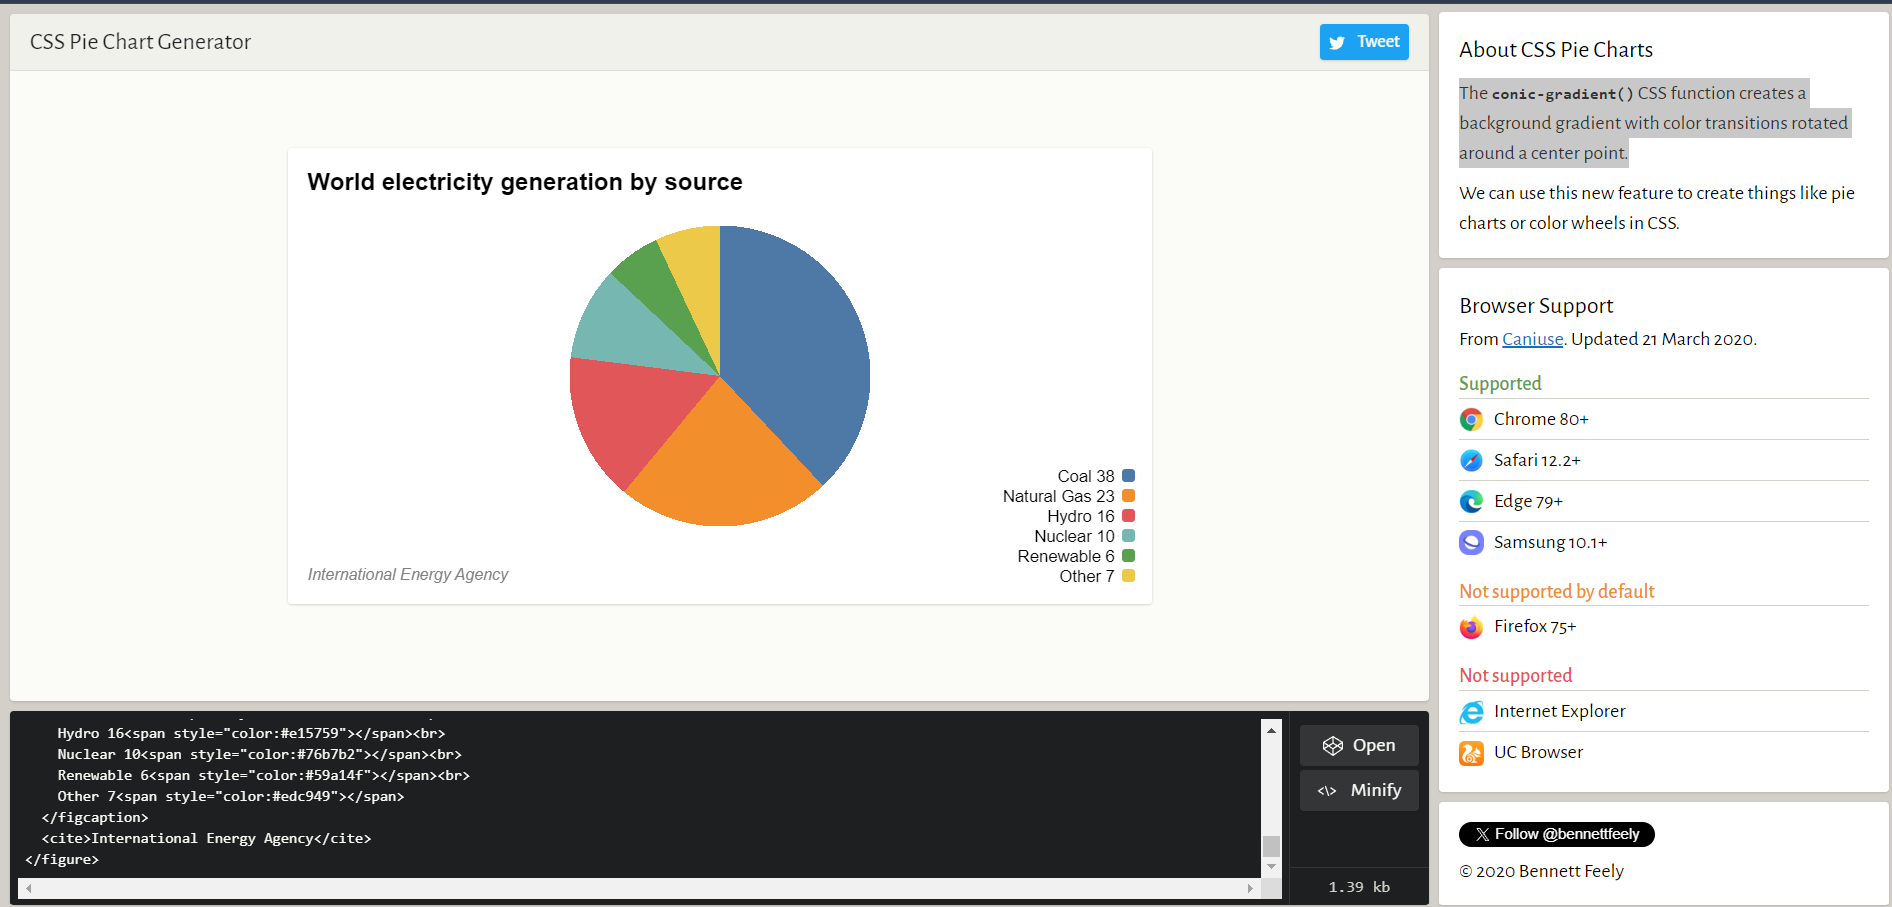 CSS Pie Chart Generator
Tweet
World electricity generation by source
Coal 38
Natural Gas 23
Hydro 16
Nuclear 10
Renewable 6
Other 7
International Energy Agency
Hydro 16<span style="color:#e15759"></span><br>
Nuclear 10<span style="color:#76b7b2"></span><br>
Renewable 6<span style="color:#59a14f"></span><br>
Other 7<span style="color:#edc949"></span>
</figcaption>
<cite>International Energy Agency</cite>
</figure>
Open
</> Minify
1.39 kb
About CSS Pie Charts
The conic-gradient() CSS function creates a
background gradient with color transitions rotated
around a center point.
We can use this new feature to create things like pie
charts or color wheels in CSS.
Browser Support
From Caniuse. Updated 21 March 2020.
Supported
Chrome 80+
Safari 12.2+
Edge 79+
Samsung 10.1+
Not supported by default
Firefox 75+
Not supported
Internet Explorer
UC Browser
X Follow @bennettfeely
© 2020 Bennett Feely